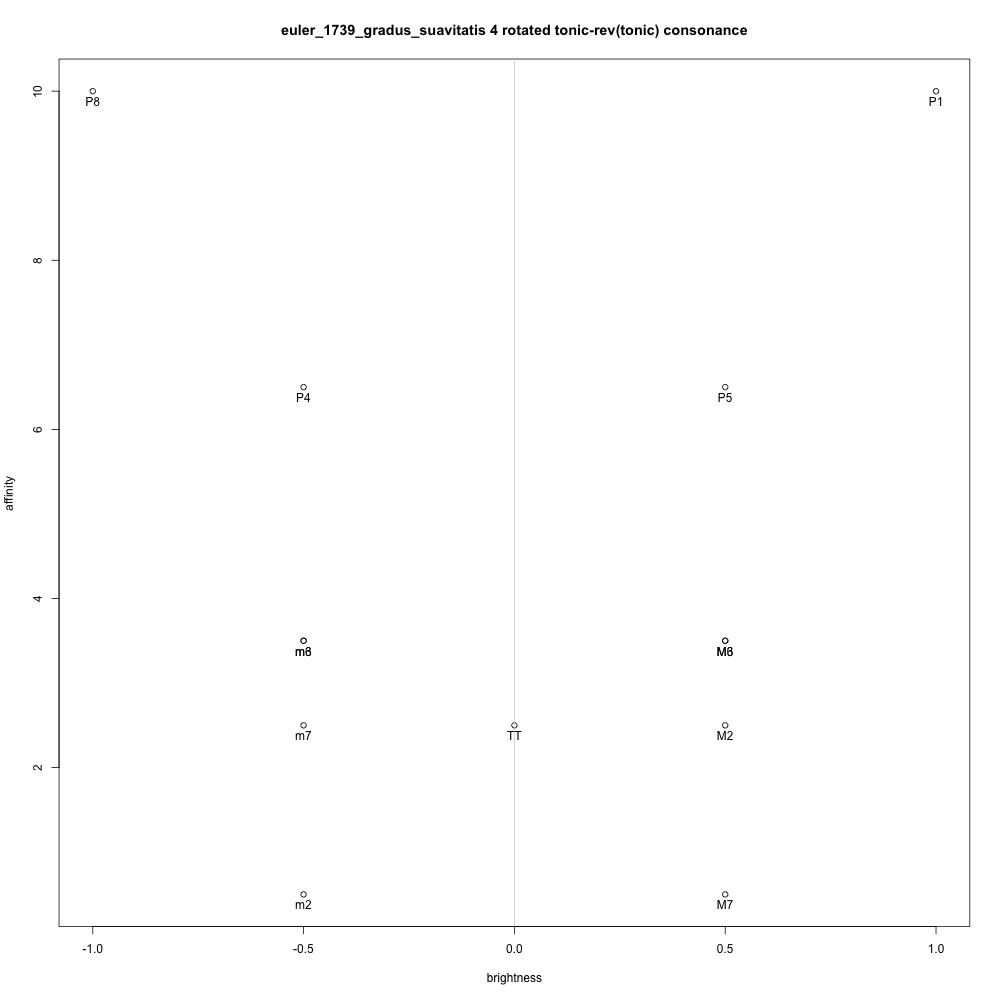 euler_1739_gradus_suavitatis 4 rotated tonic-rev(tonic) consonance
10
P8
P1
8
P4
P5
6
affinity
4
m7
TT
M2
2
m2
M7
-1.0
-0.5
0.0
0.5
1.0
brightness